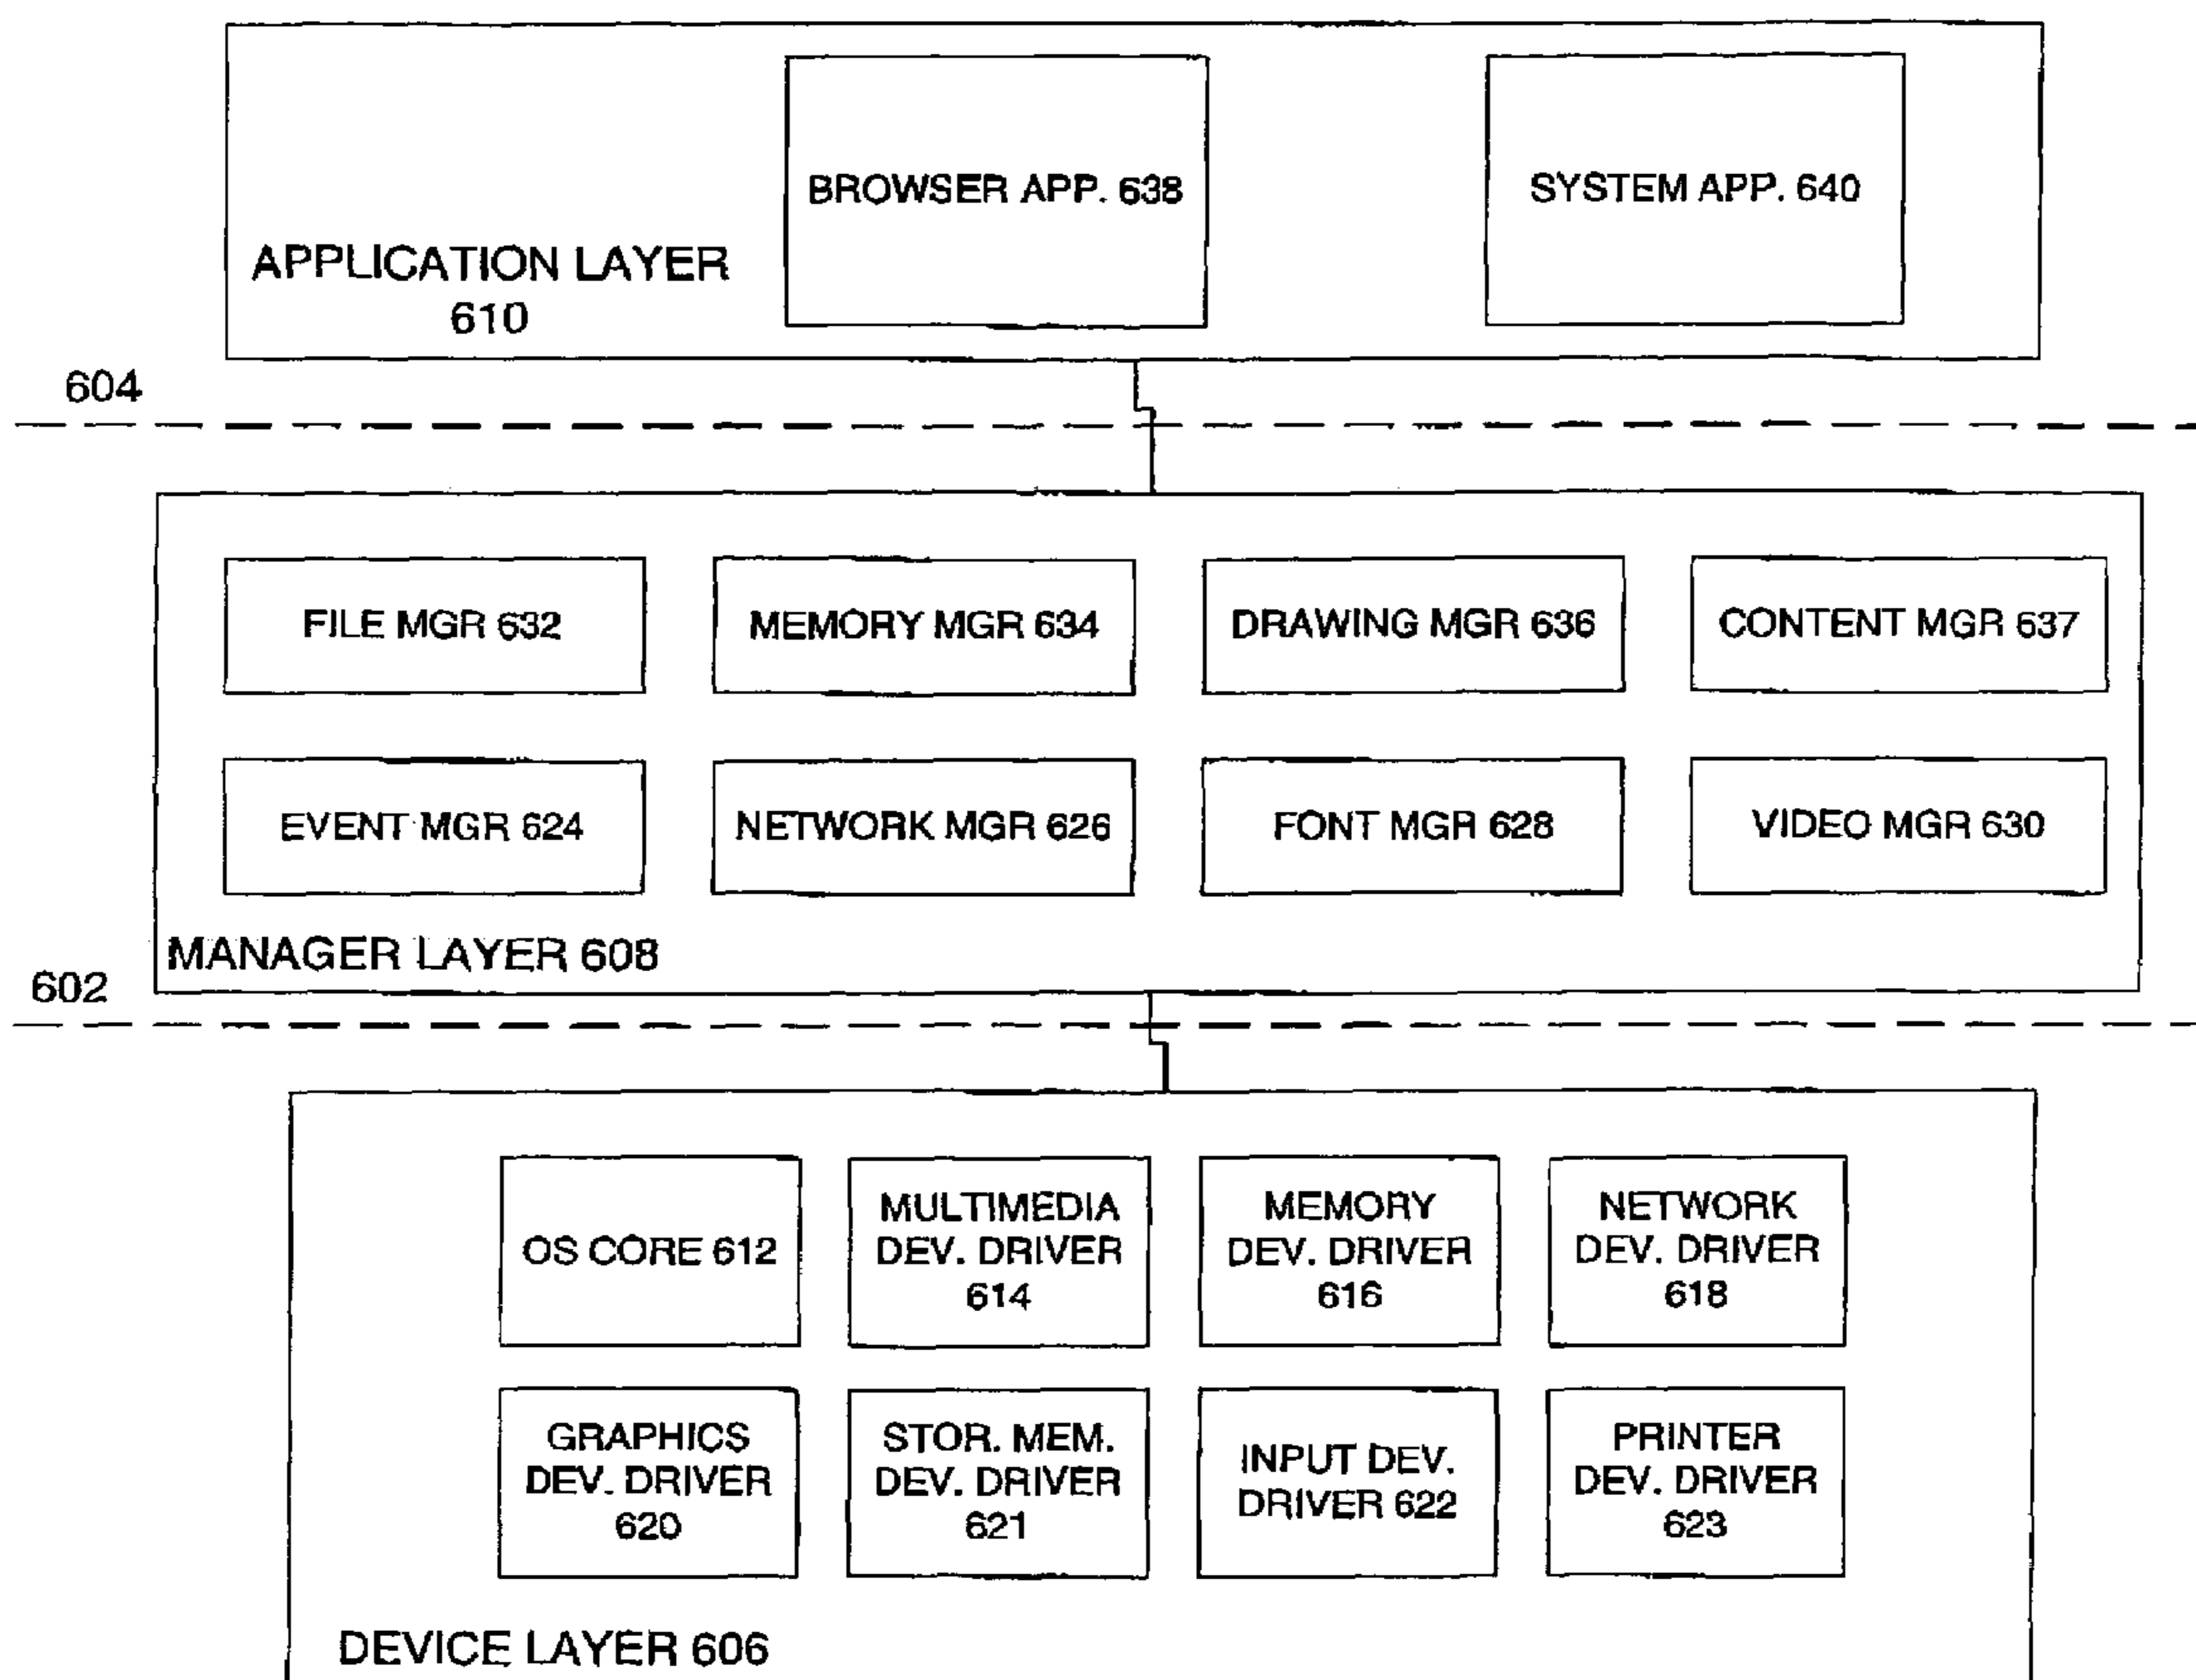 BROWSER APP. 638
SYSTEM APP. 640
APPLICATION LAYER
610
604
FILE MGR 632
MEMORY MGR 634
DRAWING MGR 636
CONTENT MGR 637
EVENT MGR 624
NETWORK MGR 626
FONT MGR 628
VIDEO MGR 630
MANAGER LAYER 608
602
OS CORE 612
MULTIMEDIA
DEV. DRIVER
614
MEMORY
DEV. DRIVER
616
NETWORK
DEV. DRIVER
618
GRAPHICS
DEV. DRIVER
620
STOR. MEM.
DEV. DRIVER
621
INPUT DEV.
DRIVER 622
PRINTER
DEV. DRIVER
623
DEVICE LAYER 606